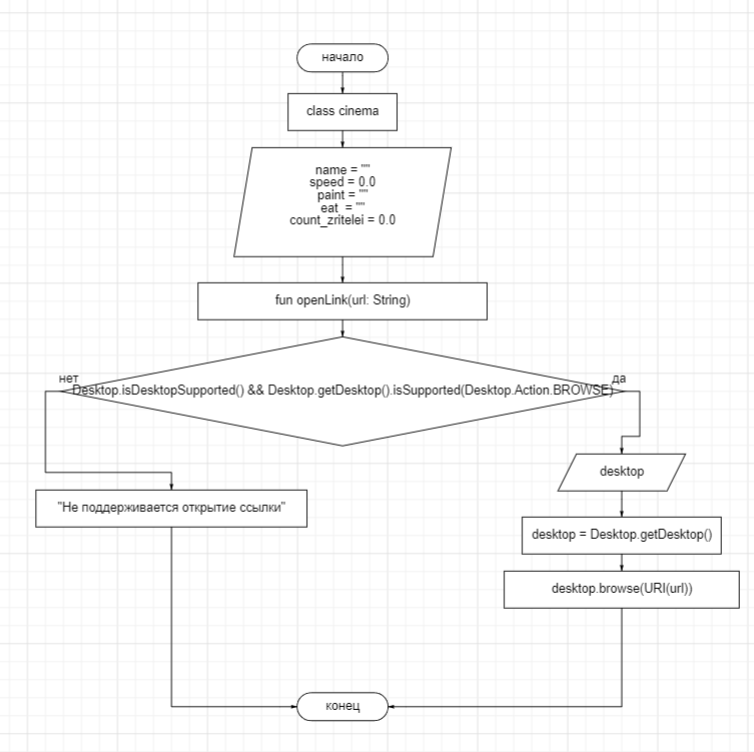 начало
class cinema
name = ""
speed = 0.0
paint = ""
eat = ""
count_zritelei = 0.0
fun openLink(url: String)
нет
да
Desktop.isDesktopSupported() && Desktop.getDesktop().isSupported(Desktop.Action.BROWSE)
desktop
"Не поддерживается открытие ссылки"
desktop = Desktop.getDesktop()
desktop.browse(URI(url))
конец